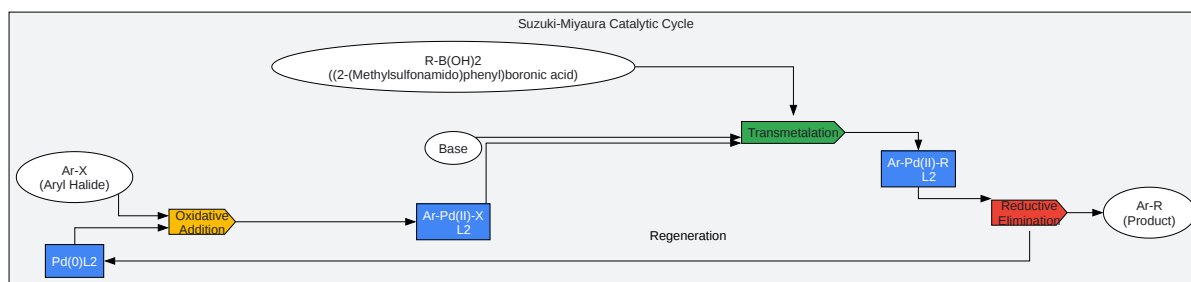 Suzuki-Miyaura Catalytic Cycle
R-B(OH)2
((2-(Methylsulfonamido)phenyl)boronic acid)
Transmetalation
Base
Ar-X
(Aryl Halide)
Ar-Pd(II)-R
L2
Oxidative
Addition
Ar-Pd(II)-X
L2
Reductive
Elimination
Ar-R
(Product)
Regeneration
Pd(0)L2